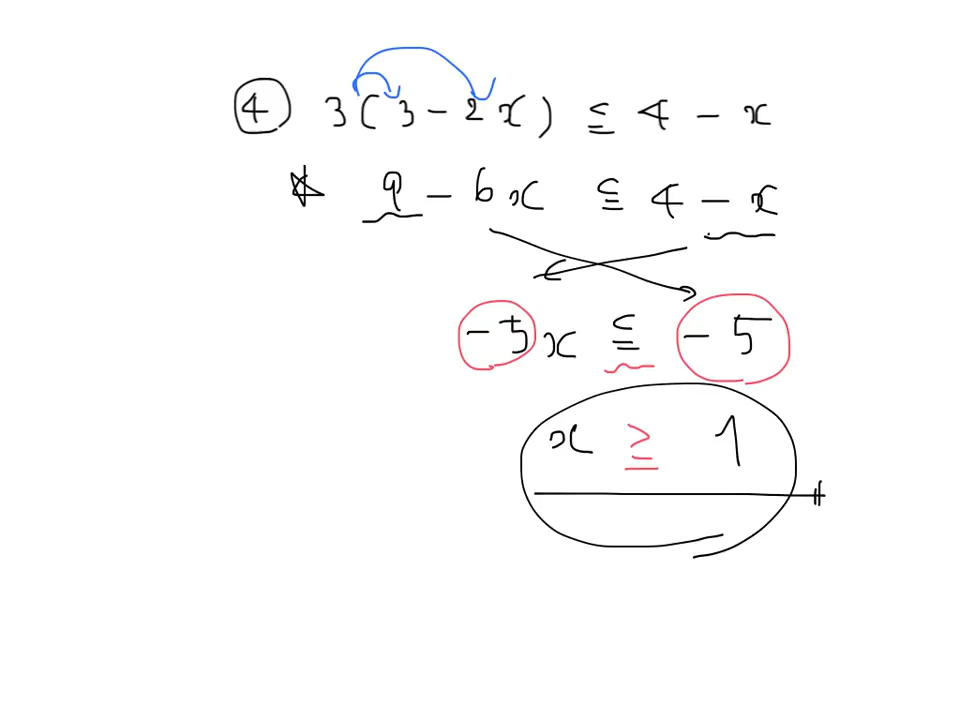 ④ 3(3-2x) ≦ 4-x
☆ 9-6x ≦ 4-x
-5x ≦ -5
x ≧ 1